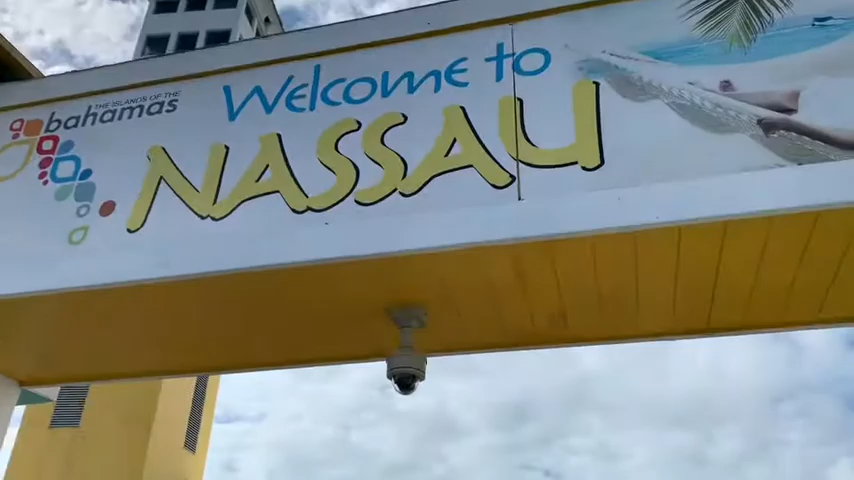 THE ISLANDS OF THE
bahamas
Welcome to
NASSAU